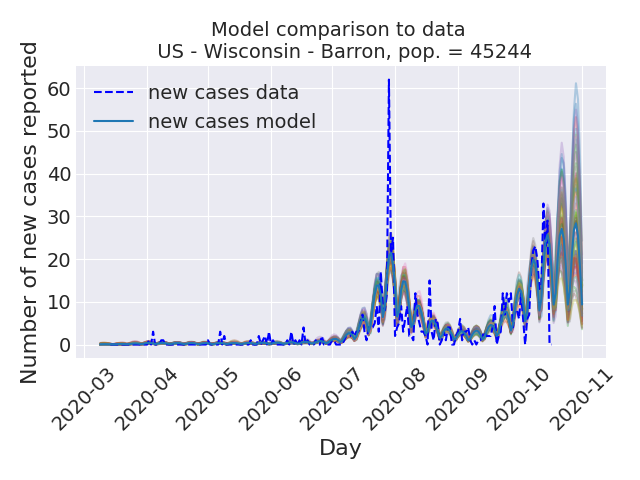 Model comparison to data
US - Wisconsin - Barron, pop. = 45244
Number of new cases reported
60
50
40
30
20
10
0
new cases data
new cases model
2020-03
2020-04
2020-05
2020-06
2020-07
2020-08
2020-09
2020-10
2020-11
Day